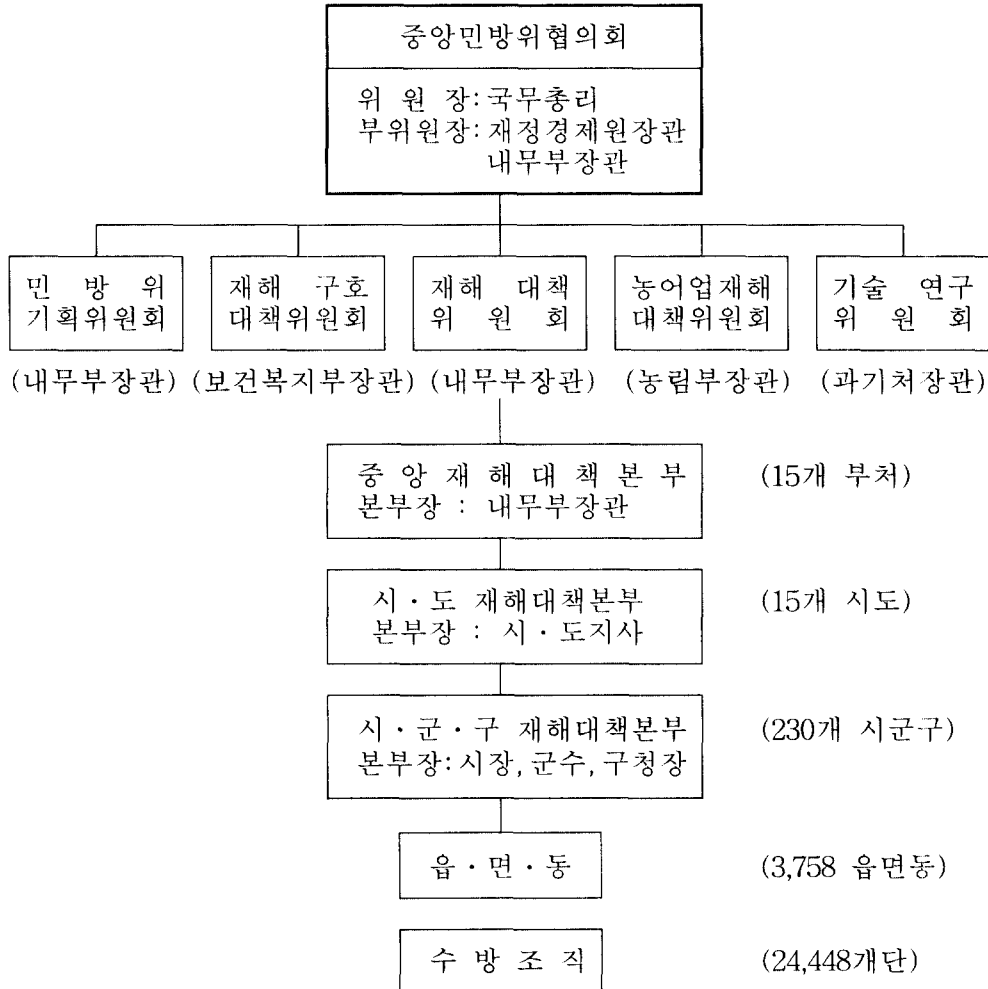 중앙민방위협의회
위 원 장: 국무총리
부위원장: 재정경제원장관
내무부장관
민 방 위
기획위원회
재해 구호
대책위원회
재해 대책
위 원 회
농어업재해
대책위원회
기술 연구
위 원 회
(내무부장관) (보건복지부장관) (내무부장관) (농림부장관) (과기처장관)
중 앙 재 해 대 책 본 부 (15개 부처)
본부장 : 내무부장관
시·도 재해대책본부 (15개 시도)
본부장 : 시·도지사
시·군·구 재해대책본부 (230개 시군구)
본부장: 시장, 군수, 구청장
읍·면·동 (3,758 읍면동)
수 방 조 직 (24,448개단)